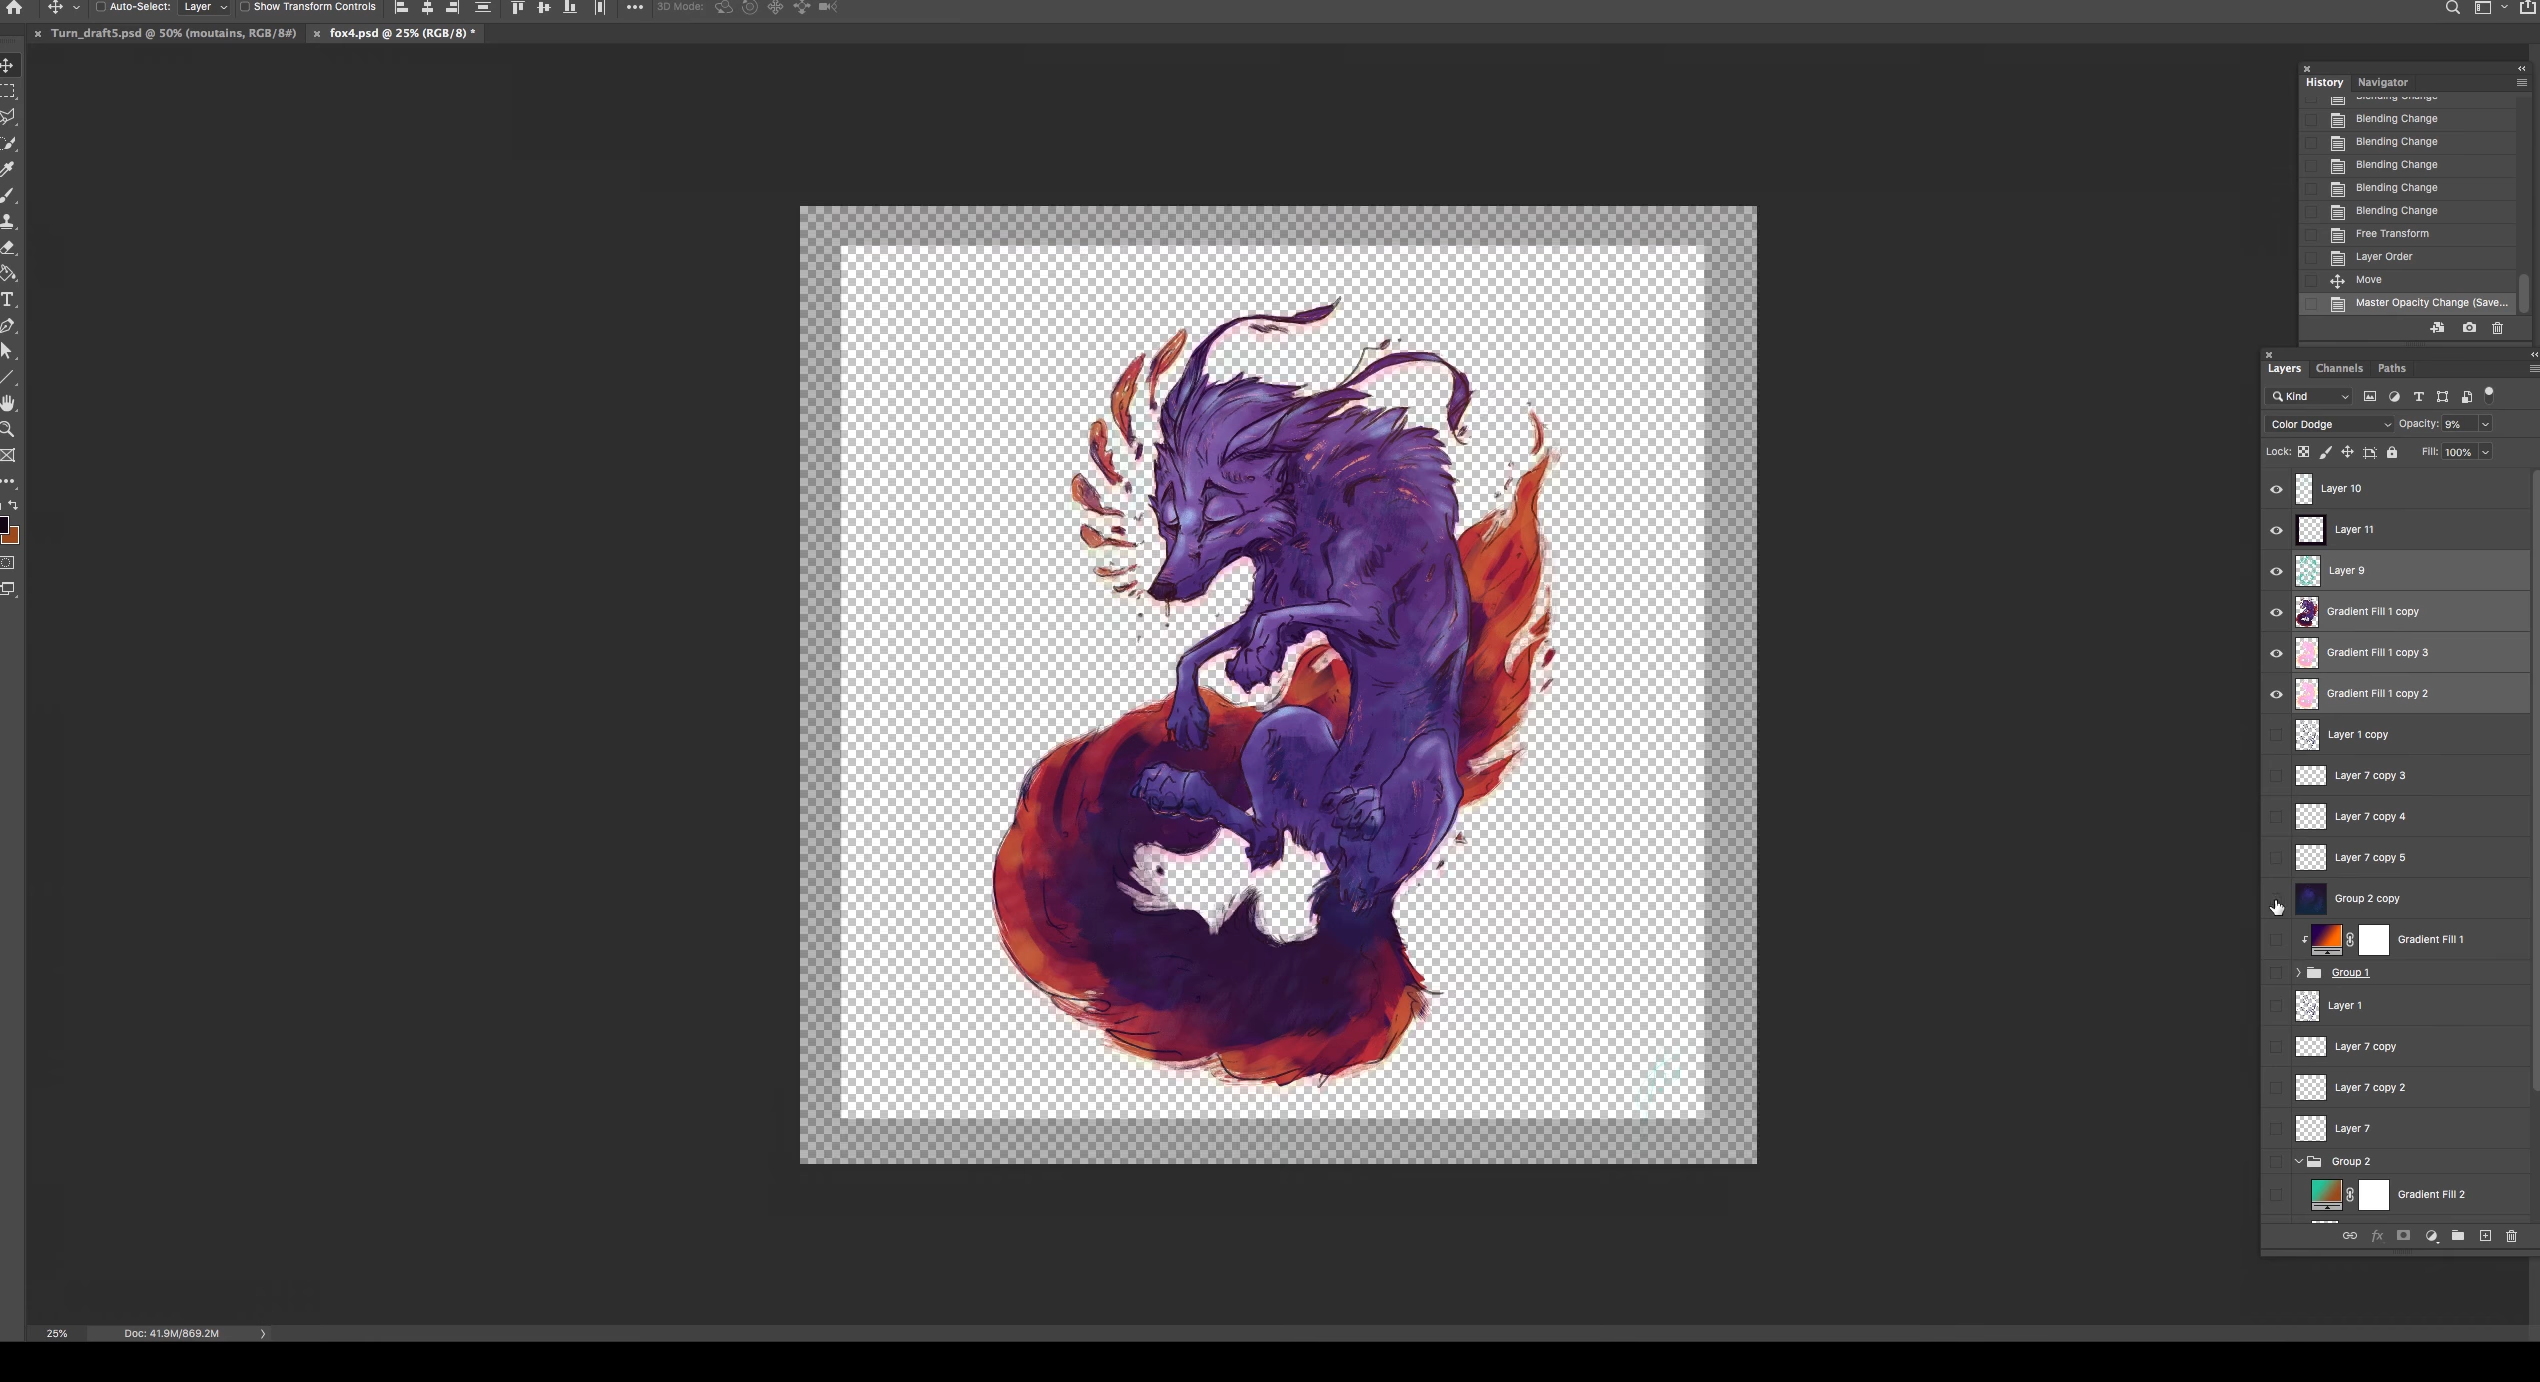 Auto-Select: Layer Show Transform Controls 3D Mode:
Turn_draft5.psd @ 50% (moutains, RGB/8#) fox4.psd @ 25% (RGB/8) *
History Navigator
Blending Change
Blending Change
Blending Change
Blending Change
Blending Change
Blending Change
Free Transform
Layer Order
Move
Master Opacity Change (Save...
Layers Channels Paths
Kind
Color Dodge Opacity: 9%
Lock: Fill: 100%
Layer 10
Layer 11
Layer 9
Gradient Fill 1 copy
Gradient Fill 1 copy 3
Gradient Fill 1 copy 2
Layer 1 copy
Layer 7 copy 3
Layer 7 copy 4
Layer 7 copy 5
Group 2 copy
Gradient Fill 1
Group 1
Layer 1
Layer 7 copy
Layer 7 copy 2
Layer 7
Group 2
Gradient Fill 2
fx
25% Doc: 41.9M/869.2M